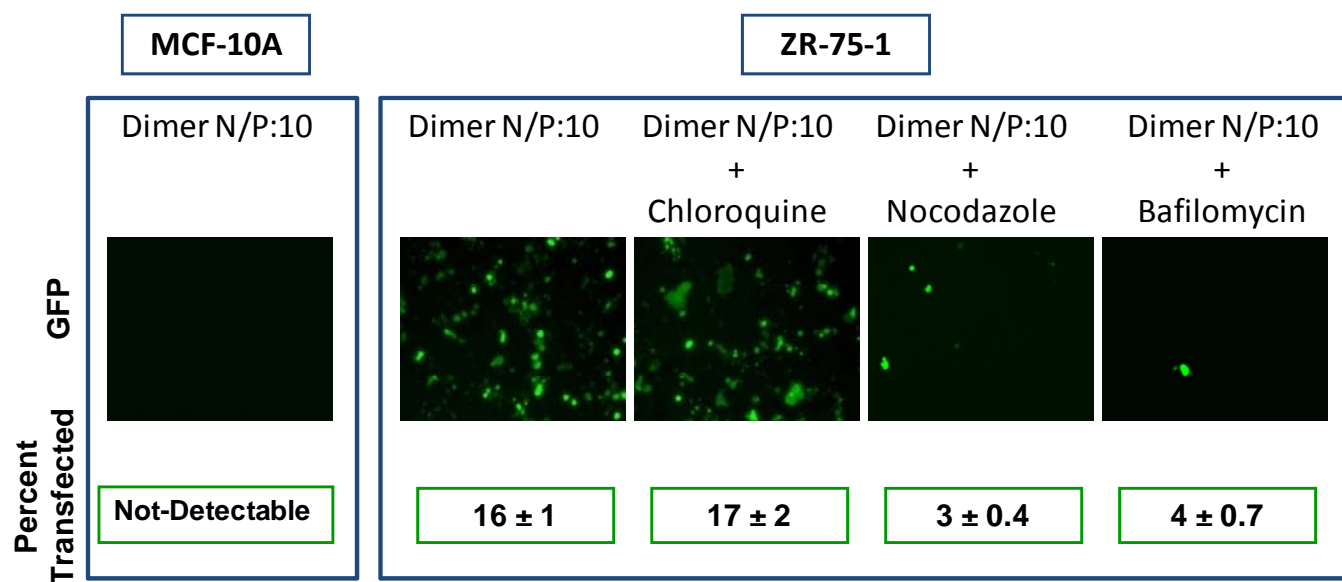 MCF-10A
ZR-75-1
Dimer N/P:10
Dimer N/P:10
Dimer N/P:10
+
Chloroquine
Dimer N/P:10
+
Nocodazole
Dimer N/P:10
+
Bafilomycin
GFP
Percent
Transfected
Not-Detectable
16 ± 1
17 ± 2
3 ± 0.4
4 ± 0.7